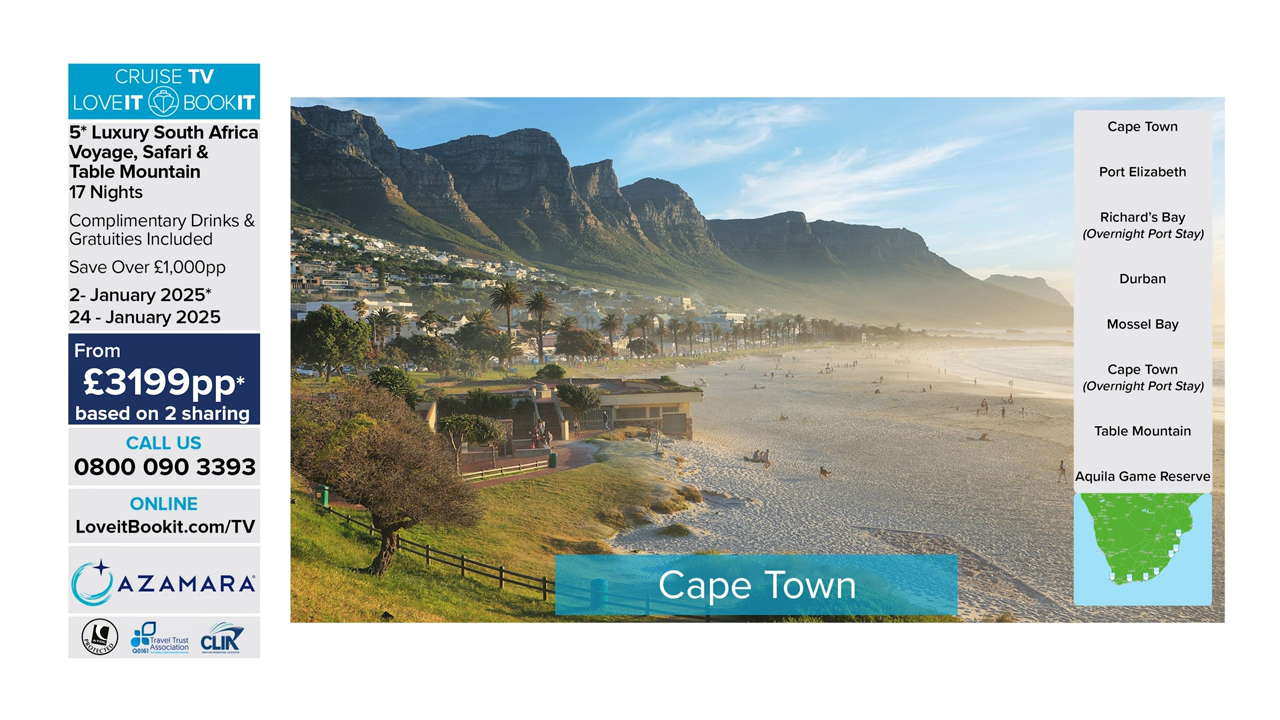 CRUISE TV
LOVEIT BOOKIT
5* Luxury South Africa
Voyage, Safari &
Table Mountain
17 Nights
Complimentary Drinks &
Gratuities Included
Save Over £1,000pp
2- January 2025*
24 - January 2025
From
£3199pp*
based on 2 sharing
CALL US
0800 090 3393
ONLINE
LoveitBookit.com/TV
AZAMARA
PROTECTED
Travel Trust
Association
Q0161
CLIA
Cape Town
Cape Town
Port Elizabeth
Richard's Bay
(Overnight Port Stay)
Durban
Mossel Bay
Cape Town
(Overnight Port Stay)
Table Mountain
Aquila Game Reserve